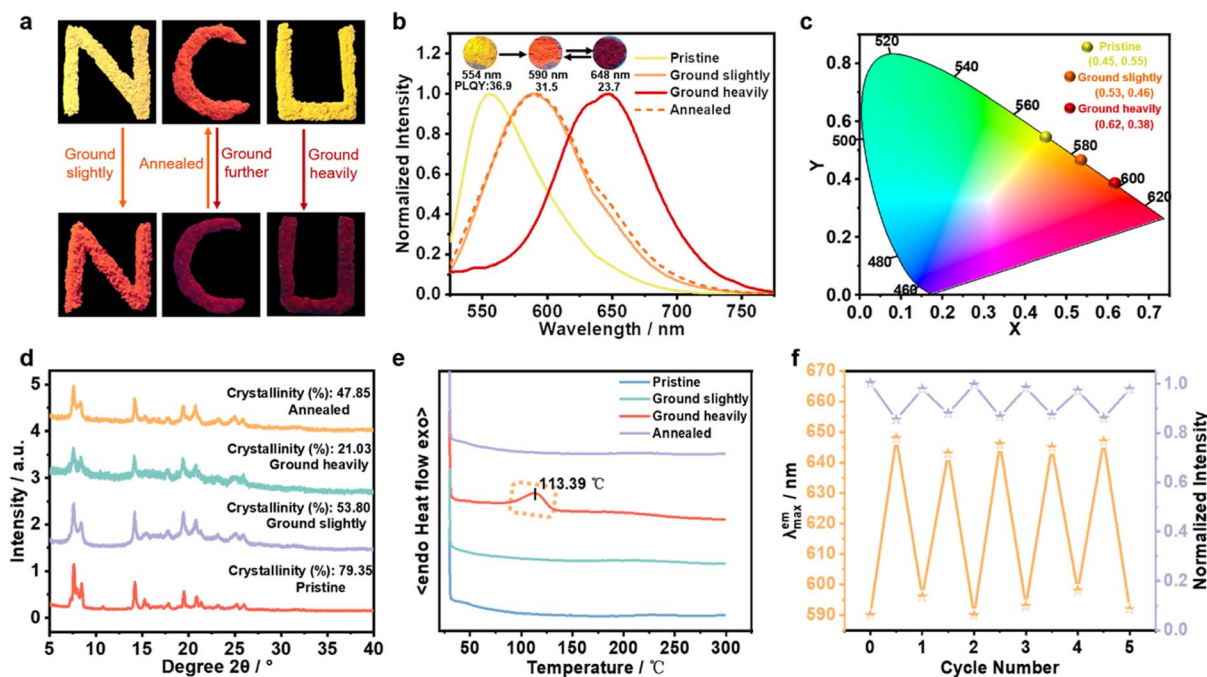 a
Ground slightly
Annealed
Ground further
Ground heavily
b
Normalized Intensity
1.2
1.0
0.8
0.6
0.4
0.2
0.0
554 nm
PLQY:36.9
590 nm
31.5
648 nm
23.7
Pristine
Ground slightly
Ground heavily
Annealed
550 600 650 700 750
Wavelength / nm
c
Y
0.8
0.6
0.4
0.2
0.0
520
540
560
500
580
600
620
480
460
Pristine
(0.45, 0.55)
Ground slightly
(0.53, 0.46)
Ground heavily
(0.62, 0.38)
0.0 0.1 0.2 0.3 0.4 0.5 0.6 0.7
X
d
Intensity / a.u.
5
4
3
2
1
0
Crystallinity (%): 47.85
Annealed
Crystallinity (%): 21.03
Ground heavily
Crystallinity (%): 53.80
Ground slightly
Crystallinity (%): 79.35
Pristine
5 10 15 20 25 30 35 40
Degree 2θ / °
e
<endo Heat flow exo>
Pristine
Ground slightly
Ground heavily
Annealed
113.39 ℃
50 100 150 200 250 300
Temperature / ℃
f
λ em max / nm
670
660
650
640
630
620
610
600
590
1.0
0.8
0.6
0.4
0.2
0.0
Normalized Intensity
0 1 2 3 4 5
Cycle Number